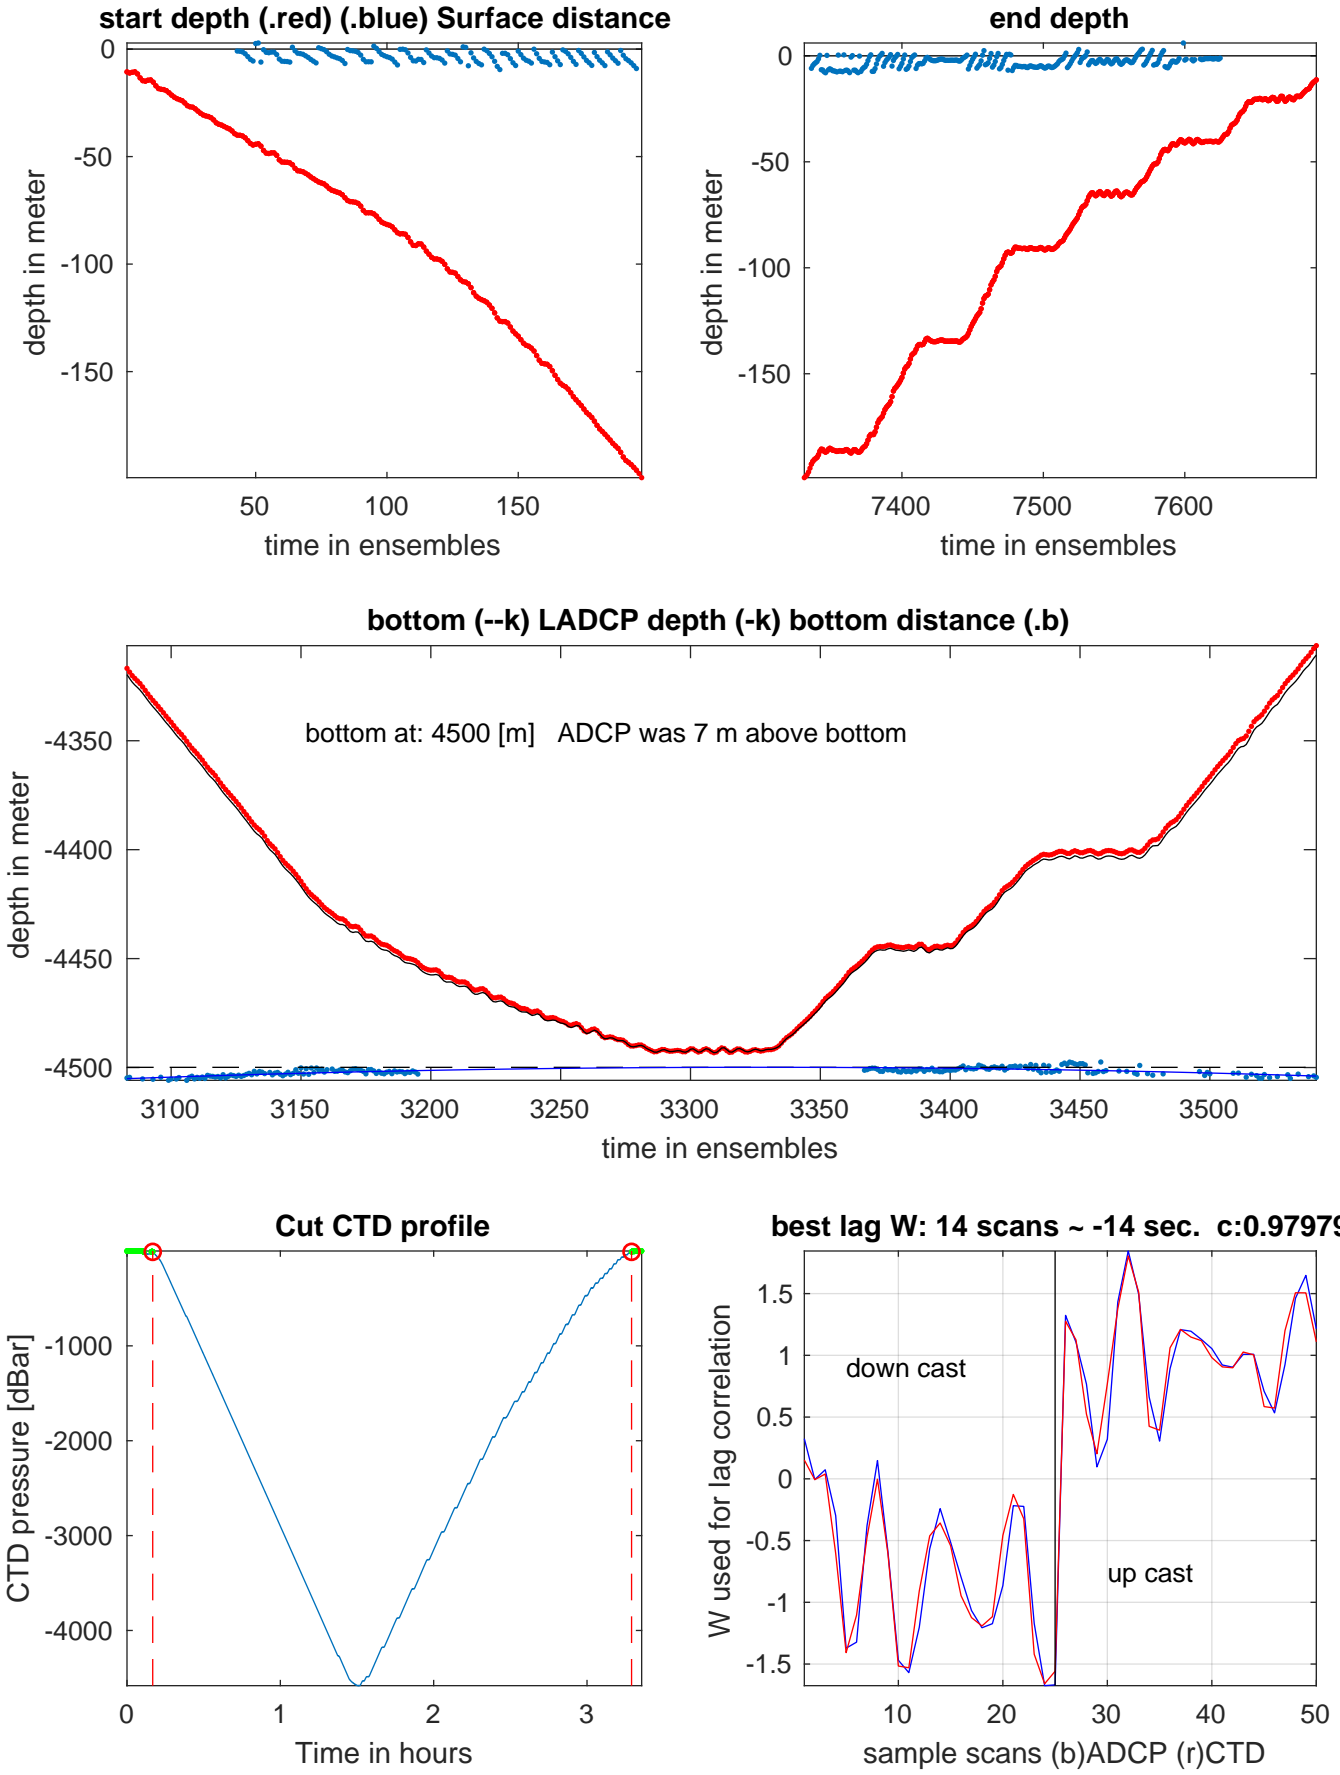 start depth (.red) (.blue) Surface distance
end depth
0
-50
-100
-150
depth in meter
50
100
150
time in ensembles
0
-50
-100
-150
depth in meter
7400
7500
7600
time in ensembles
bottom (--k) LADCP depth (-k) bottom distance (.b)
bottom at: 4500 [m]   ADCP was 7 m above bottom
-4350
-4400
-4450
-4500
depth in meter
3100
3150
3200
3250
3300
3350
3400
3450
3500
time in ensembles
Cut CTD profile
-1000
-2000
-3000
-4000
CTD pressure [dBar]
0
1
2
3
Time in hours
best lag W: 14 scans ~ -14 sec.  c:0.97979
1.5
1
0.5
0
-0.5
-1
-1.5
W used for lag correlation
down cast
up cast
10
20
30
40
50
sample scans (b)ADCP (r)CTD